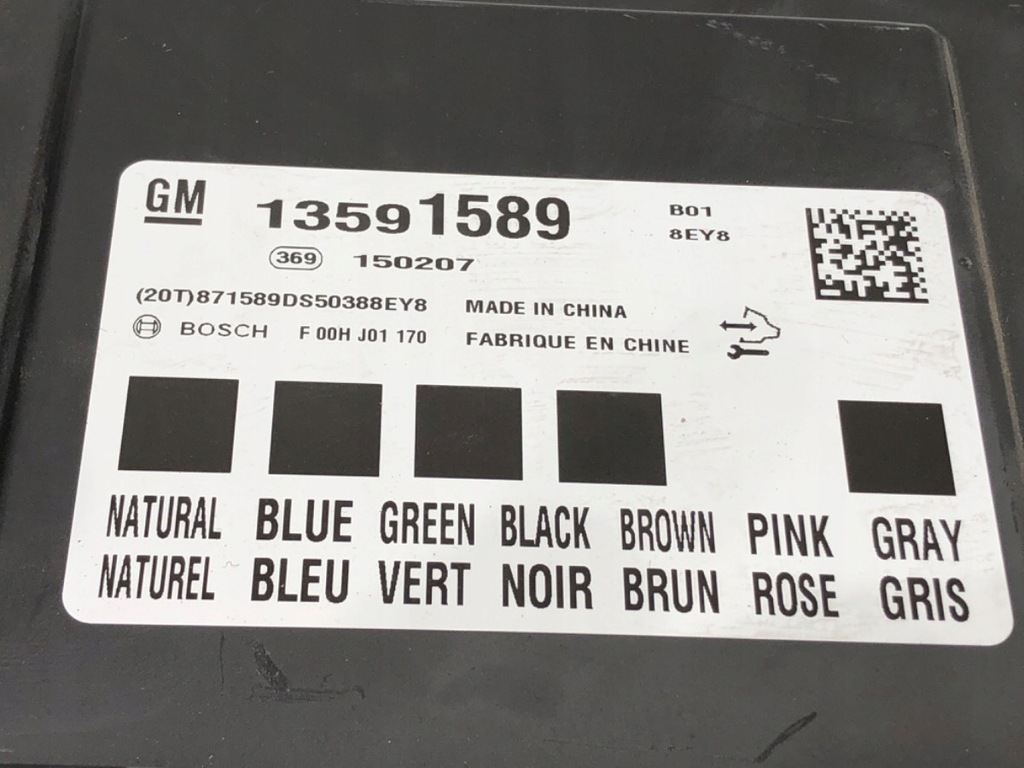 GM 13591589 B01
8EY8
369 150207
(20T)871589DS50388EY8 MADE IN CHINA
BOSCH F 00H J01 170 FABRIQUE EN CHINE
NATURAL BLUE GREEN BLACK BROWN PINK GRAY
NATUREL BLEU VERT NOIR BRUN ROSE GRIS